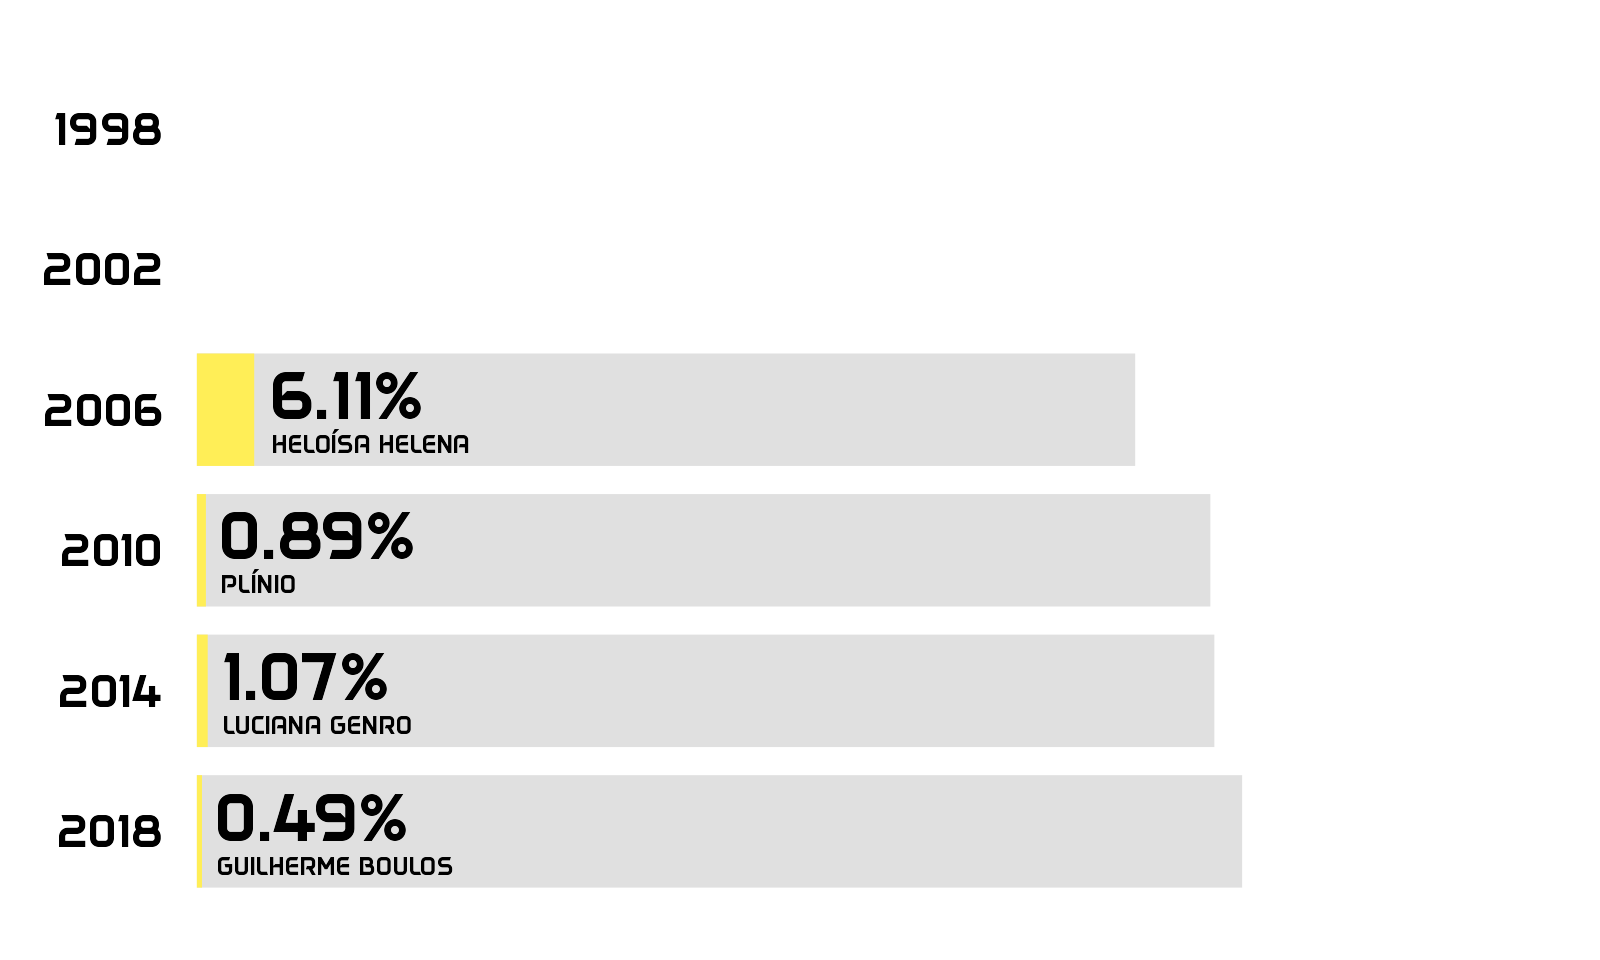 1998
2002
2006
6.11%
HELOÍSA HELENA
2010
0.89%
PLÍNIO
2014
1.07%
LUCIANA GENRO
2018
0.49%
GUILHERME BOULOS